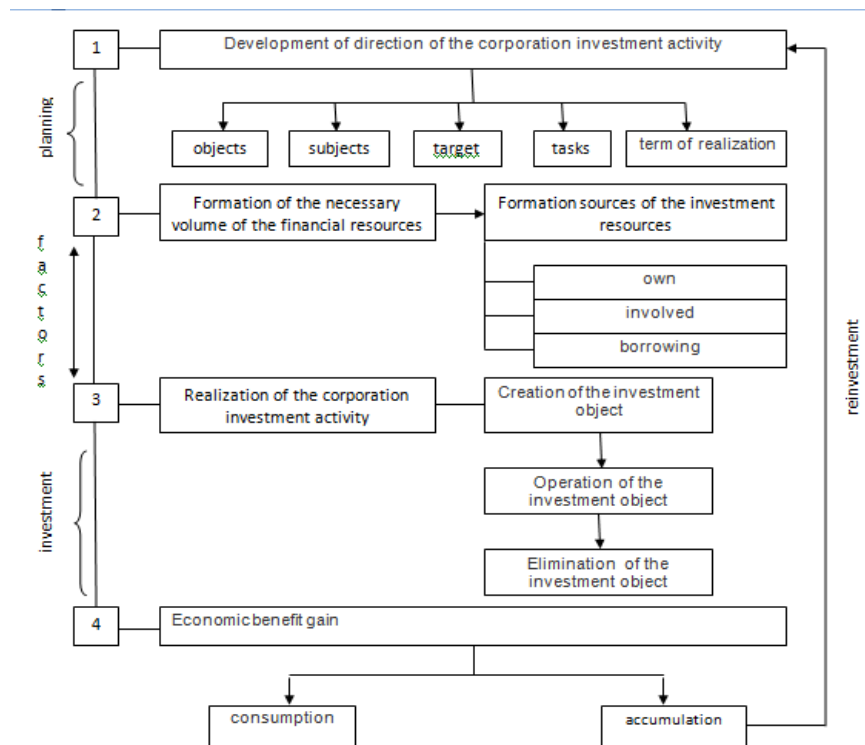 1
Development of direction of the corporation investment activity
planning
objects
subjects
target
tasks
term of realization
2
Formation of the necessary
volume of the financial resources
Formation sources of the investment
resources
factors
own
involved
borrowing
reinvestment
3
Realization of the corporation
investment activity
Creation of the investment
object
investment
Operation of the
investment object
Elimination of the
investment object
4
Economic benefit gain
consumption
accumulation